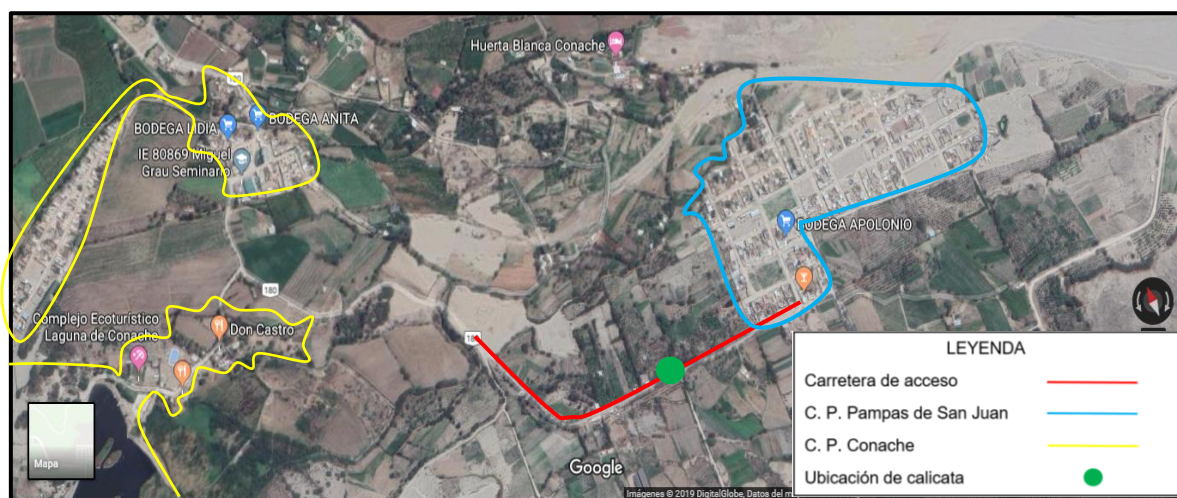 Huerta Blanca Conache
BODEGA ANITA
BODEGA LIDIA
IE 80869 Miguel
Grau Seminario
BODEGA APOLONIO
180
Complejo Ecoturístico
Laguna de Conache
Don Castro
Mapa
Google
Imágenes © 2019 DigitalGlobe, Datos del
LEYENDA
Carretera de acceso
C. P. Pampas de San Juan
C. P. Conache
Ubicación de calicata